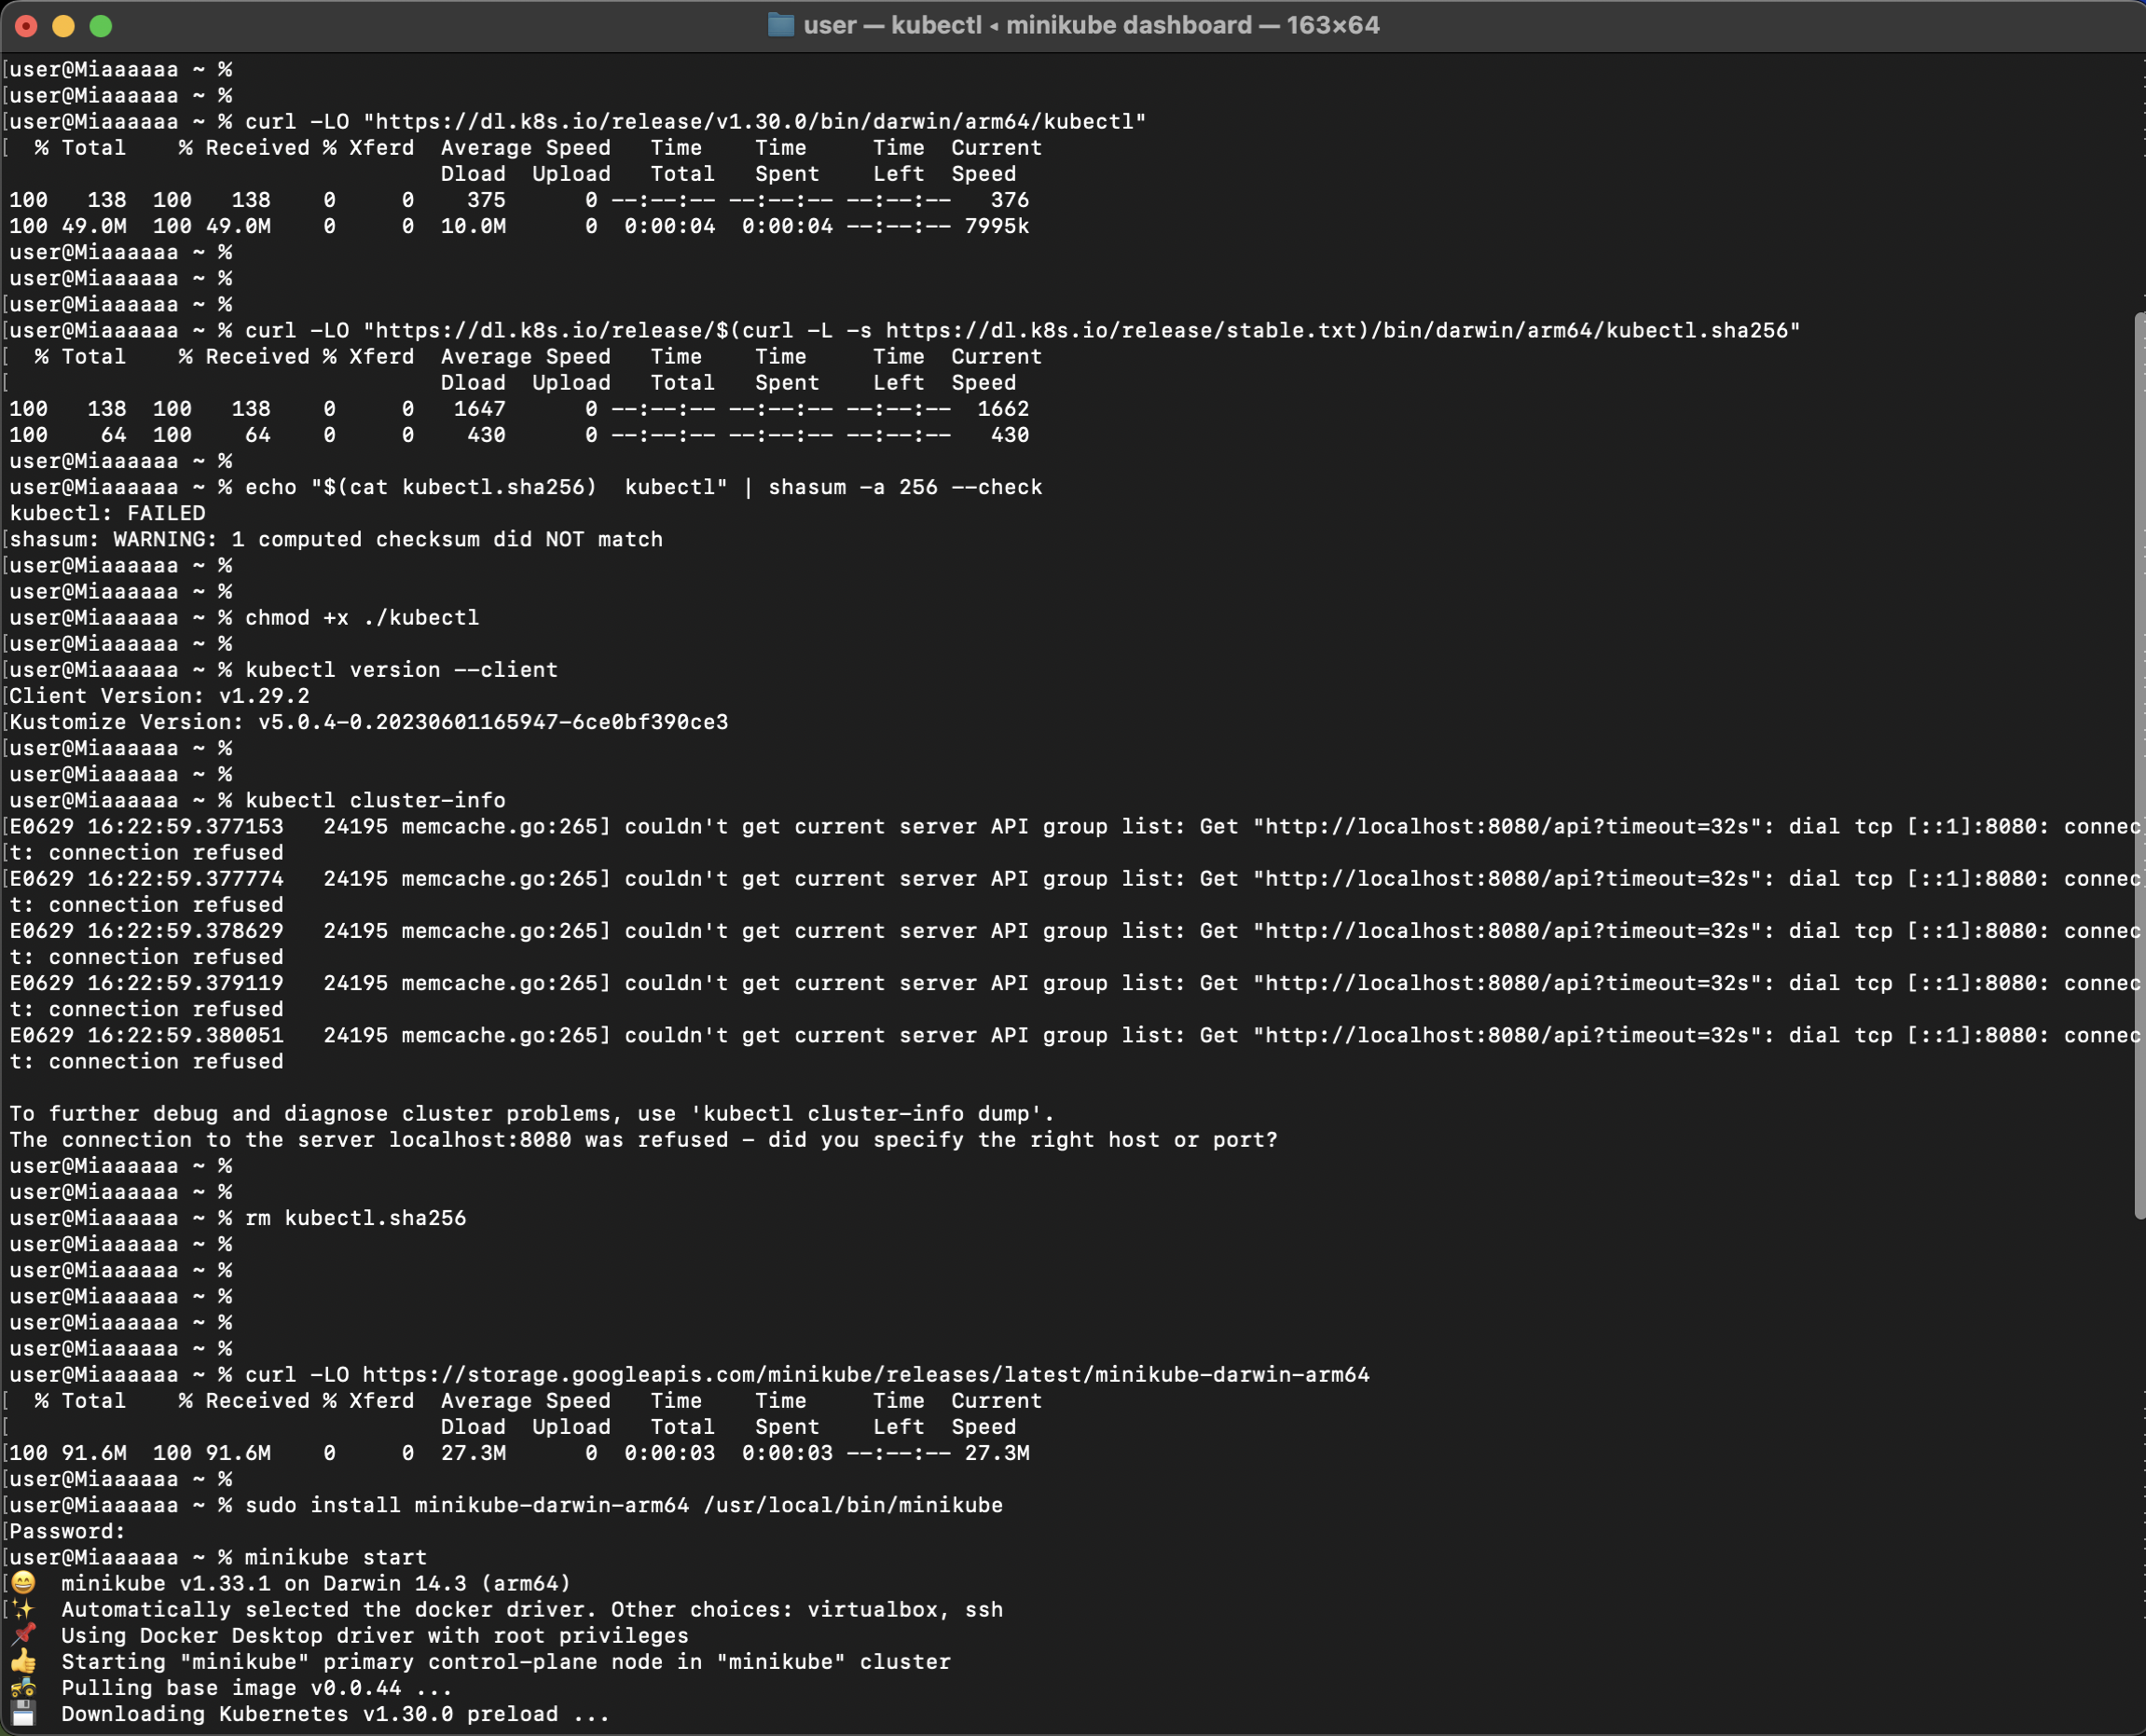 user — kubectl ◂ minikube dashboard — 163×64
[user@Miaaaaaa ~ %
[user@Miaaaaaa ~ %
[user@Miaaaaaa ~ % curl -LO "https://dl.k8s.io/release/v1.30.0/bin/darwin/arm64/kubectl"
[  % Total    % Received % Xferd  Average Speed   Time    Time     Time  Current
                                 Dload  Upload   Total   Spent    Left  Speed
100   138  100   138    0     0    375      0 --:--:-- --:--:-- --:--:--   376
100 49.0M  100 49.0M    0     0  10.0M      0  0:00:04  0:00:04 --:--:-- 7995k
user@Miaaaaaa ~ %
user@Miaaaaaa ~ %
[user@Miaaaaaa ~ %
[user@Miaaaaaa ~ % curl -LO "https://dl.k8s.io/release/$(curl -L -s https://dl.k8s.io/release/stable.txt)/bin/darwin/arm64/kubectl.sha256"
[  % Total    % Received % Xferd  Average Speed   Time    Time     Time  Current
[                                Dload  Upload   Total   Spent    Left  Speed
100   138  100   138    0     0   1647      0 --:--:-- --:--:-- --:--:--  1662
100    64  100    64    0     0    430      0 --:--:-- --:--:-- --:--:--   430
user@Miaaaaaa ~ %
user@Miaaaaaa ~ % echo "$(cat kubectl.sha256)  kubectl" | shasum -a 256 --check
kubectl: FAILED
[shasum: WARNING: 1 computed checksum did NOT match
[user@Miaaaaaa ~ %
user@Miaaaaaa ~ %
user@Miaaaaaa ~ % chmod +x ./kubectl
[user@Miaaaaaa ~ %
[user@Miaaaaaa ~ % kubectl version --client
[Client Version: v1.29.2
[Kustomize Version: v5.0.4-0.20230601165947-6ce0bf390ce3
[user@Miaaaaaa ~ %
user@Miaaaaaa ~ %
user@Miaaaaaa ~ % kubectl cluster-info
[E0629 16:22:59.377153   24195 memcache.go:265] couldn't get current server API group list: Get "http://localhost:8080/api?timeout=32s": dial tcp [::1]:8080: connec
[t: connection refused
[E0629 16:22:59.377774   24195 memcache.go:265] couldn't get current server API group list: Get "http://localhost:8080/api?timeout=32s": dial tcp [::1]:8080: connec
t: connection refused
E0629 16:22:59.378629   24195 memcache.go:265] couldn't get current server API group list: Get "http://localhost:8080/api?timeout=32s": dial tcp [::1]:8080: connec
t: connection refused
E0629 16:22:59.379119   24195 memcache.go:265] couldn't get current server API group list: Get "http://localhost:8080/api?timeout=32s": dial tcp [::1]:8080: connec
t: connection refused
E0629 16:22:59.380051   24195 memcache.go:265] couldn't get current server API group list: Get "http://localhost:8080/api?timeout=32s": dial tcp [::1]:8080: connec
t: connection refused
To further debug and diagnose cluster problems, use 'kubectl cluster-info dump'.
The connection to the server localhost:8080 was refused - did you specify the right host or port?
user@Miaaaaaa ~ %
user@Miaaaaaa ~ %
user@Miaaaaaa ~ % rm kubectl.sha256
user@Miaaaaaa ~ %
user@Miaaaaaa ~ %
user@Miaaaaaa ~ %
user@Miaaaaaa ~ %
user@Miaaaaaa ~ %
user@Miaaaaaa ~ % curl -LO https://storage.googleapis.com/minikube/releases/latest/minikube-darwin-arm64
[  % Total    % Received % Xferd  Average Speed   Time    Time     Time  Current
[                                Dload  Upload   Total   Spent    Left  Speed
[100 91.6M  100 91.6M    0     0  27.3M      0  0:00:03  0:00:03 --:--:-- 27.3M
[user@Miaaaaaa ~ %
[user@Miaaaaaa ~ % sudo install minikube-darwin-arm64 /usr/local/bin/minikube
[Password:
[user@Miaaaaaa ~ % minikube start
[😄  minikube v1.33.1 on Darwin 14.3 (arm64)
[✨  Automatically selected the docker driver. Other choices: virtualbox, ssh
📌  Using Docker Desktop driver with root privileges
👍  Starting "minikube" primary control-plane node in "minikube" cluster
🚜  Pulling base image v0.0.44 ...
💾  Downloading Kubernetes v1.30.0 preload ...